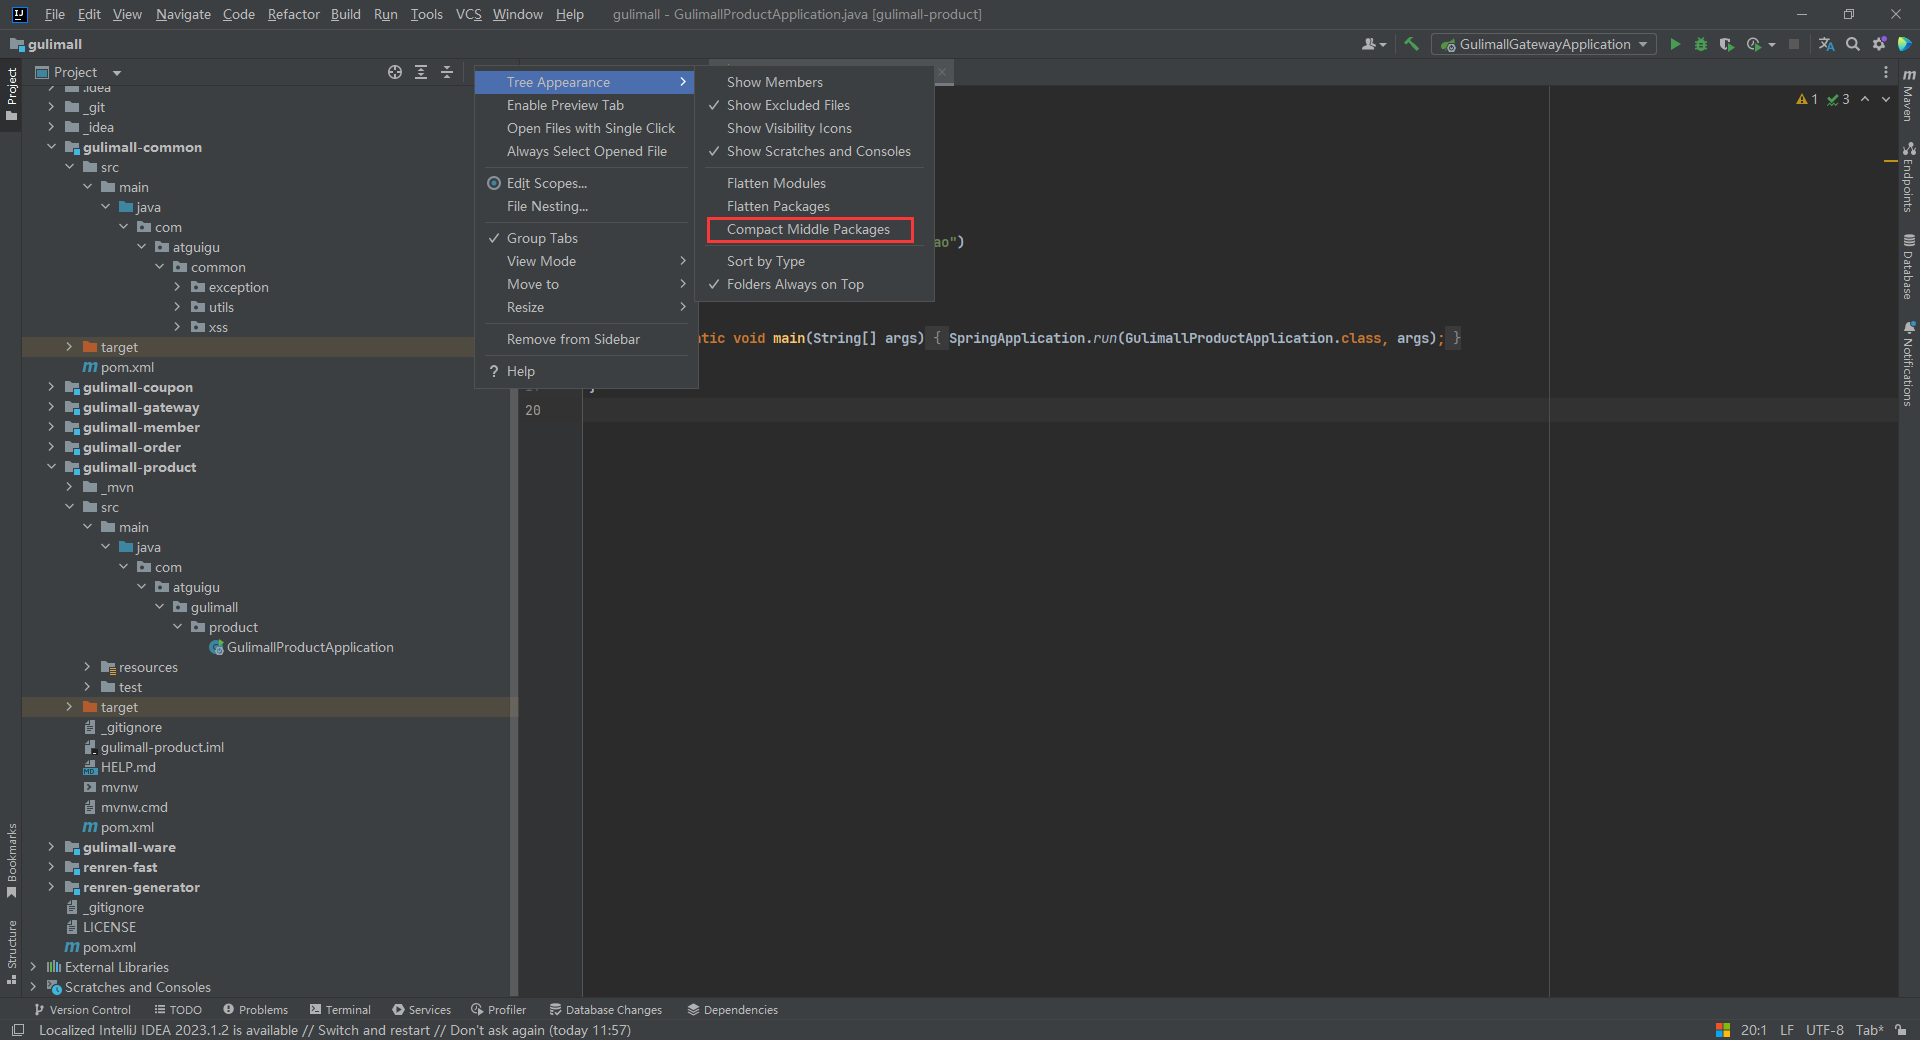 File Edit View Navigate Code Refactor Build Run Tools VCS Window Help gulimall - GulimallProductApplication.java [gulimall-product]
gulimall
GulimallGatewayApplication
Project
Project
_git
_idea
gulimall-common
src
main
java
com
atguigu
common
exception
utils
xss
target
pom.xml
gulimall-coupon
gulimall-gateway
gulimall-member
gulimall-order
gulimall-product
_mvn
src
main
java
com
atguigu
gulimall
product
GulimallProductApplication
resources
test
target
_gitignore
gulimall-product.iml
HELP.md
mvnw
mvnw.cmd
pom.xml
gulimall-ware
renren-fast
renren-generator
_gitignore
LICENSE
pom.xml
External Libraries
Scratches and Consoles
Bookmarks
Structure
Tree Appearance
Enable Preview Tab
Open Files with Single Click
Always Select Opened File
Edit Scopes...
File Nesting...
Group Tabs
View Mode
Move to
Resize
Remove from Sidebar
? Help
Show Members
Show Excluded Files
Show Visibility Icons
Show Scratches and Consoles
Flatten Modules
Flatten Packages
Compact Middle Packages
Sort by Type
Folders Always on Top
ao")
tic void main(String[] args) { SpringApplication.run(GulimallProductApplication.class, args); }
20
1 3
Maven
Endpoints
Database
Notifications
Version Control TODO Problems Terminal Services Profiler Database Changes Dependencies
Localized IntelliJ IDEA 2023.1.2 is available // Switch and restart // Don't ask again (today 11:57)
20:1 LF UTF-8 Tab*